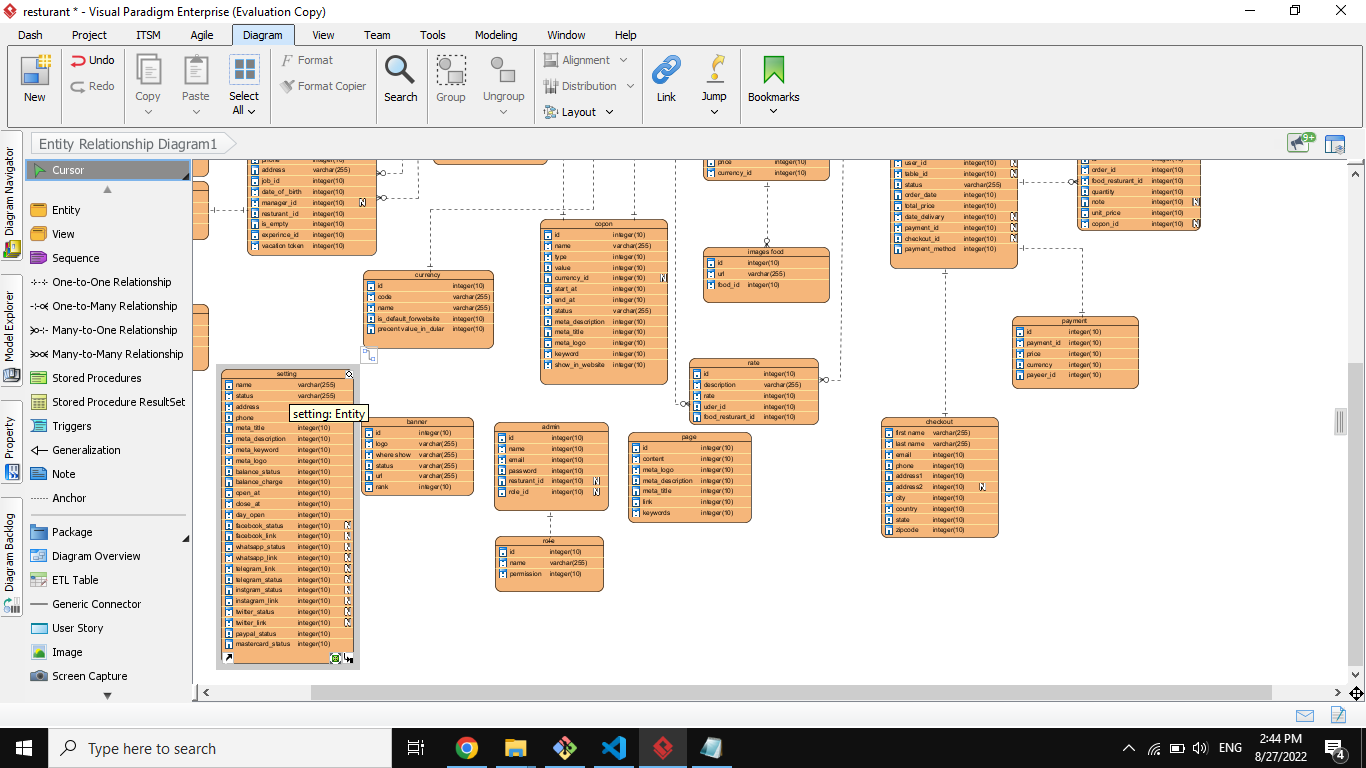 resturant * - Visual Paradigm Enterprise (Evaluation Copy)
Dash Project ITSM Agile Diagram View Team Tools Modeling Window Help
New
Undo
Redo
Copy
Paste
Select All
Format
Format Copier
Search
Group
Ungroup
Alignment
Distribution
Layout
Link
Jump
Bookmarks
Entity Relationship Diagram1
9+
Diagram Navigator
Model Explorer
Property
Diagram Backlog
Cursor
Entity
View
Sequence
One-to-One Relationship
One-to-Many Relationship
Many-to-One Relationship
Many-to-Many Relationship
Stored Procedures
Stored Procedure ResultSet
Triggers
Generalization
Note
Anchor
Package
Diagram Overview
ETL Table
Generic Connector
User Story
Image
Screen Capture
phone integer(10)
address varchar(255)
job_id integer(10)
date_of_birth integer(10)
manager_id integer(10) N
resturant_id integer(10)
is_empty integer(10)
experince_id integer(10)
vacation token integer(10)
currency
id integer(10)
code varchar(255)
name varchar(255)
is_default_forwebsite integer(10)
precent value_in_dular integer(10)
copon
id integer(10)
name varchar(255)
type integer(10)
value integer(10)
currency_id integer(10) N
start_at integer(10)
end_at integer(10)
status varchar(255)
meta_description integer(10)
meta_title integer(10)
meta_logo integer(10)
keyword integer(10)
show_in_website integer(10)
price integer(10)
currency_id integer(10)
images food
id integer(10)
url varchar(255)
food_id integer(10)
rate
id integer(10)
description varchar(255)
rate integer(10)
uder_id integer(10)
food_resturant_id integer(10)
user_id integer(10) N
table_id integer(10) N
status varchar(255)
order_date integer(10)
total_price integer(10)
date_delivary integer(10) N
payment_id integer(10) N
checkout_id integer(10) N
payment_method integer(10)
order_id integer(10)
food_resturant_id integer(10)
quantity integer(10)
note integer(10) N
unit_price integer(10)
copon_id integer(10) N
payment
id integer(10)
payment_id integer(10)
price integer(10)
currency integer(10)
payeer_id integer(10)
setting
name varchar(255)
status varchar(255)
address
phone
meta_title integer(10)
meta_description integer(10)
meta_keyword integer(10)
meta_logo integer(10)
balance_status integer(10)
balance_charge integer(10)
open_at integer(10)
close_at integer(10)
day_open integer(10)
facebook_status integer(10) N
facebook_link integer(10) N
whatsapp_status integer(10) N
whatsapp_link integer(10) N
telegram_link integer(10) N
telegram_status integer(10) N
instgram_status integer(10) N
instagram_link integer(10) N
twitter_status integer(10) N
twitter_link integer(10) N
paypal_status integer(10)
mastercard_status integer(10)
setting: Entity
banner
id integer(10)
logo varchar(255)
where show varchar(255)
status varchar(255)
url varchar(255)
rank integer(10)
admin
id integer(10)
name integer(10)
email integer(10)
password integer(10)
resturant_id integer(10) N
role_id integer(10) N
role
id integer(10)
name varchar(255)
permission integer(10)
page
id integer(10)
content integer(10)
meta_logo integer(10)
meta_description integer(10)
meta_title integer(10)
link integer(10)
keywords integer(10)
checkout
first name varchar(255)
last name varchar(255)
email integer(10)
phone integer(10)
address1 integer(10)
address2 integer(10) N
city integer(10)
country integer(10)
state integer(10)
zipcode integer(10)
Type here to search
ENG
2:44 PM
8/27/2022
4